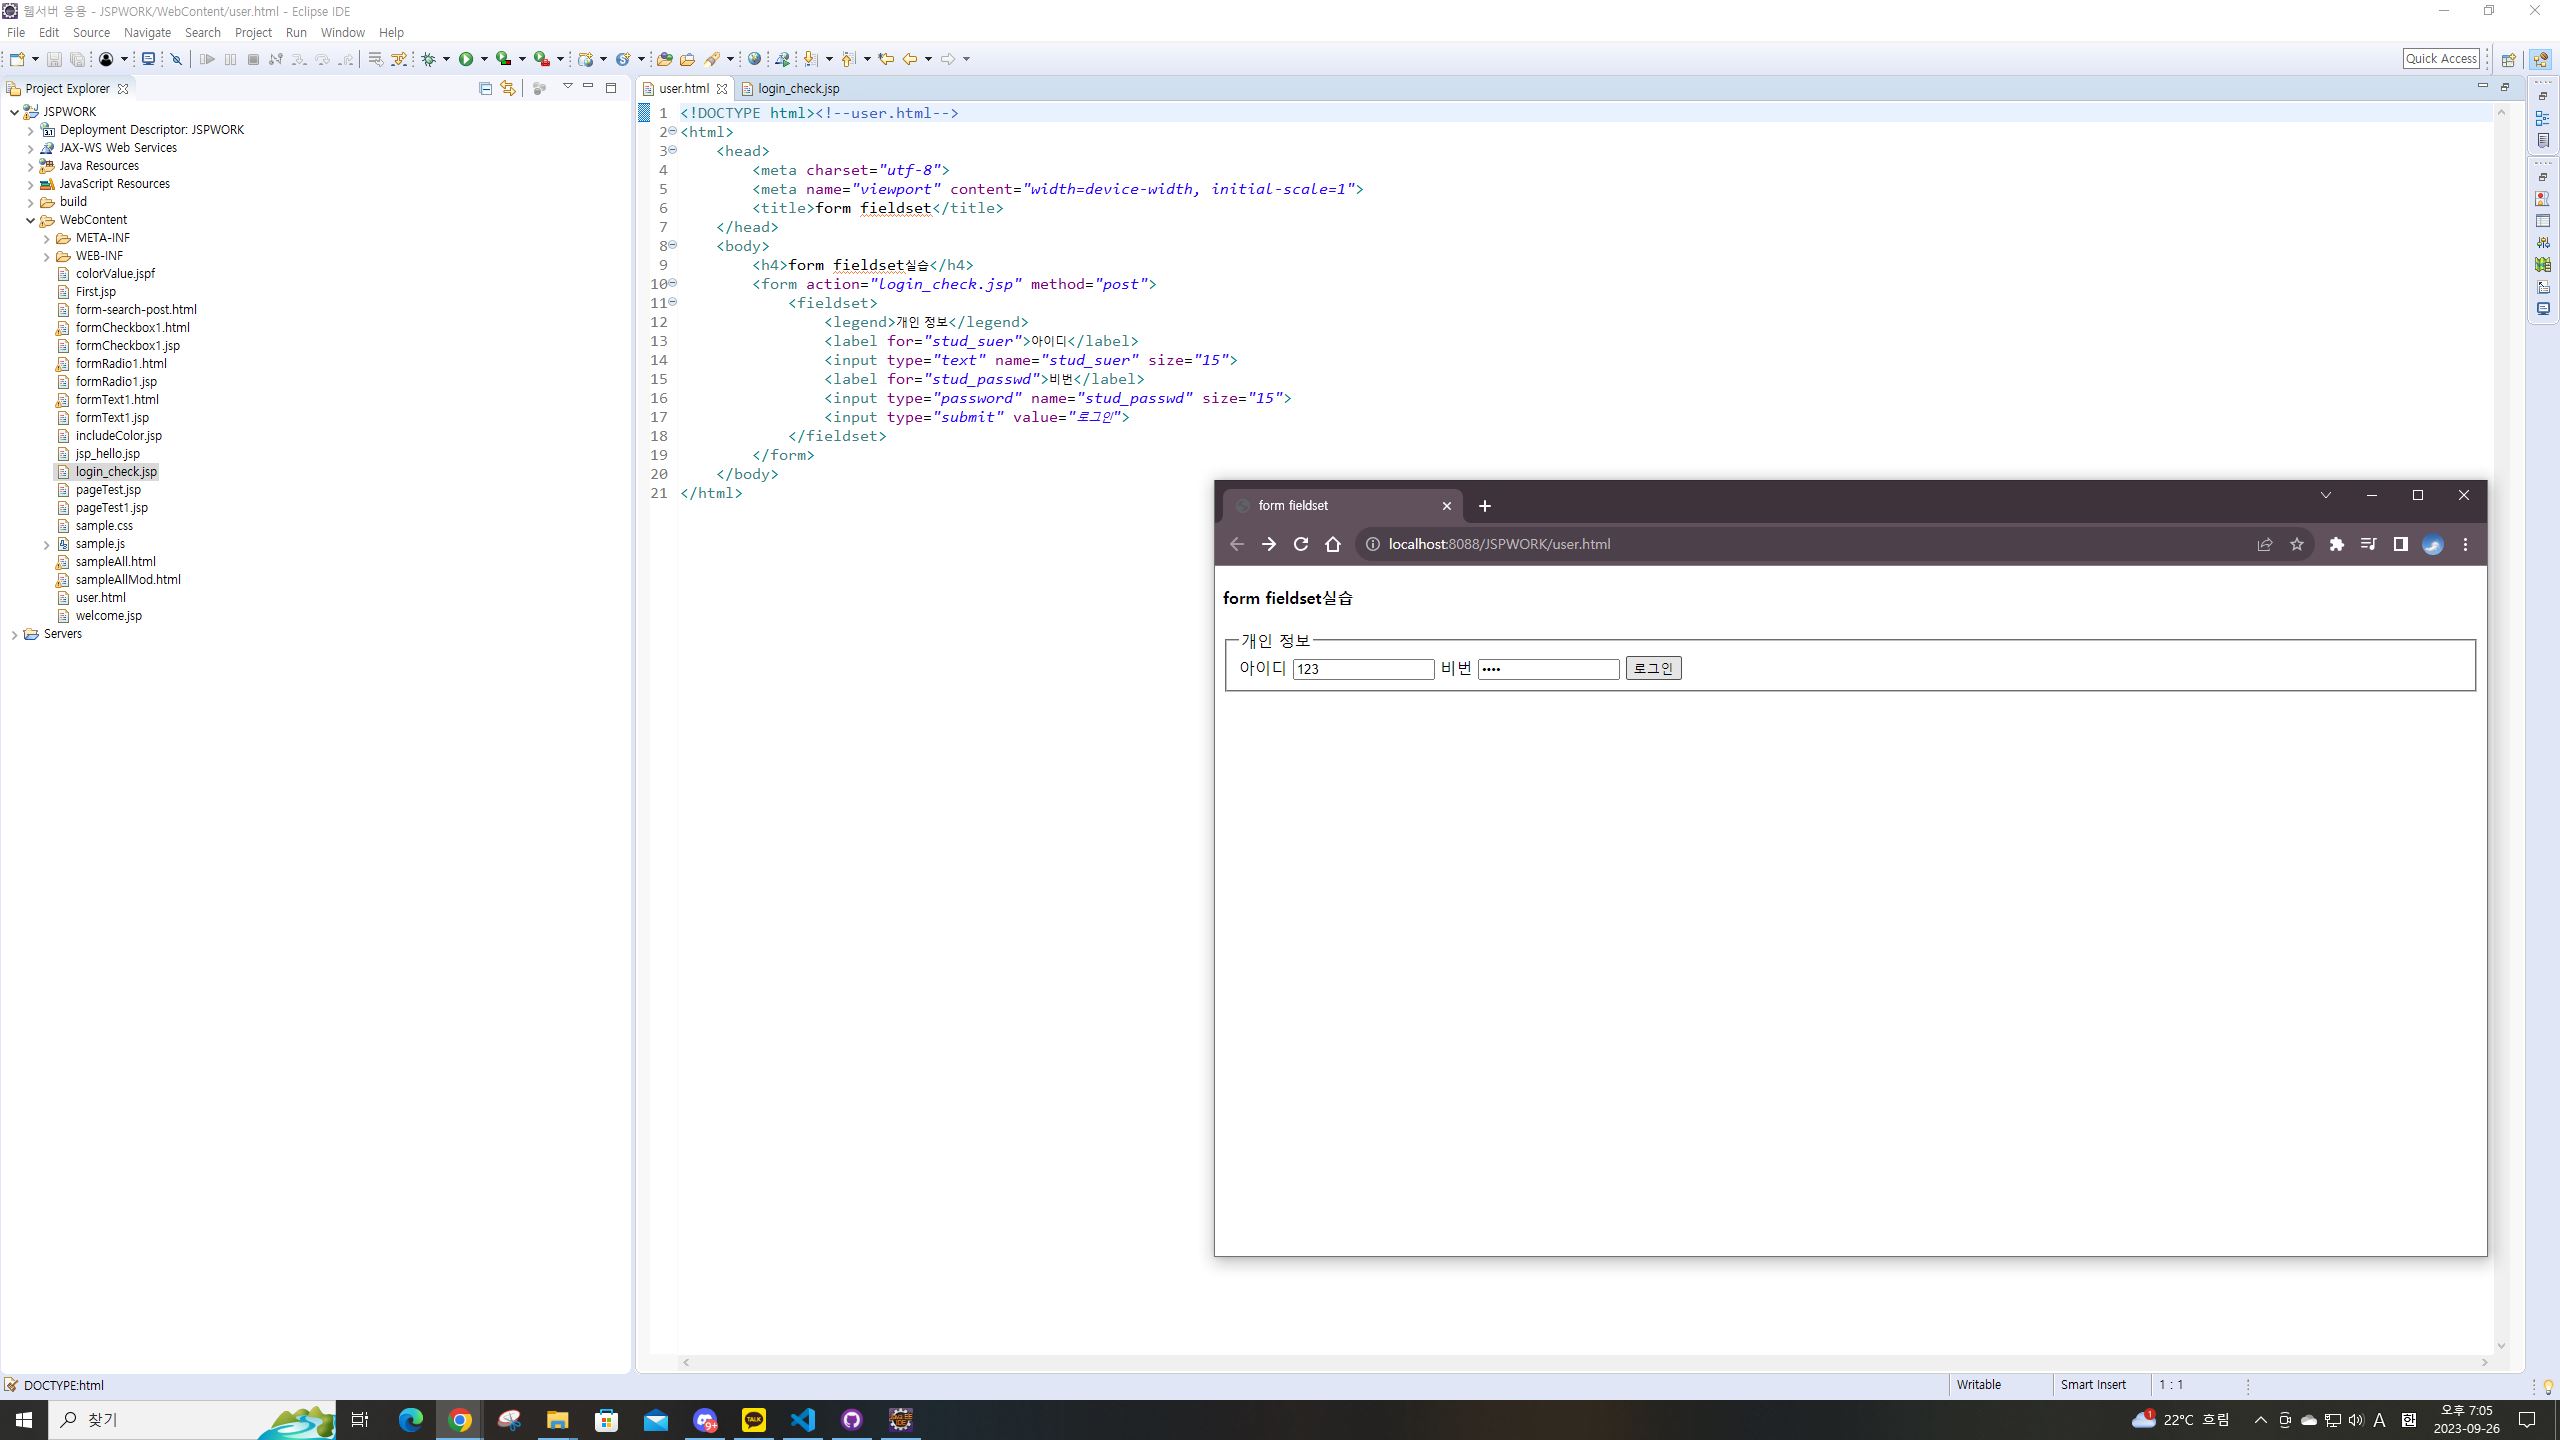 웹서버 응용 - JSPWORK/WebContent/user.html - Eclipse IDE
File Edit Source Navigate Search Project Run Window Help
Quick Access
Project Explorer
JSPWORK
Deployment Descriptor: JSPWORK
JAX-WS Web Services
Java Resources
JavaScript Resources
build
WebContent
META-INF
WEB-INF
colorValue.jspf
First.jsp
form-search-post.html
formCheckbox1.html
formCheckbox1.jsp
formRadio1.html
formRadio1.jsp
formText1.html
formText1.jsp
includeColor.jsp
jsp_hello.jsp
login_check.jsp
pageTest.jsp
pageTest1.jsp
sample.css
sample.js
sampleAll.html
sampleAllMod.html
user.html
welcome.jsp
Servers
user.html login_check.jsp
1 <!DOCTYPE html><!--user.html-->
2 <html>
3 <head>
4 <meta charset="utf-8">
5 <meta name="viewport" content="width=device-width, initial-scale=1">
6 <title>form fieldset</title>
7 </head>
8 <body>
9 <h4>form fieldset실습</h4>
10 <form action="login_check.jsp" method="post">
11 <fieldset>
12 <legend>개인 정보</legend>
13 <label for="stud_suer">아이디</label>
14 <input type="text" name="stud_suer" size="15">
15 <label for="stud_passwd">비번</label>
16 <input type="password" name="stud_passwd" size="15">
17 <input type="submit" value="로그인">
18 </fieldset>
19 </form>
20 </body>
21 </html>
form fieldset
localhost:8088/JSPWORK/user.html
form fieldset실습
개인 정보
아이디 123 비번 •••• 로그인
DOCTYPE:html
Writable Smart Insert 1 : 1
찾기
9+
TALK
1 22°C 흐림
A 한
오후 7:05
2023-09-26